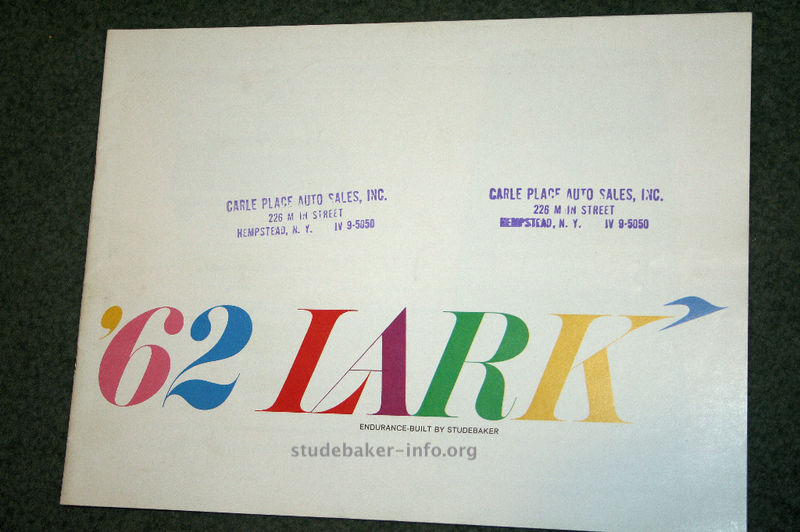 CARLE PLACE AUTO SALES, INC.
226 M IN STREET
HEMPSTEAD, N. Y. IV 9-5050
CARLE PLACE AUTO SALES, INC.
226 M IN STREET
HEMPSTEAD, N. Y. IV 9-5050
'62 LARK
ENDURANCE-BUILT BY STUDEBAKER
studebaker-info.org